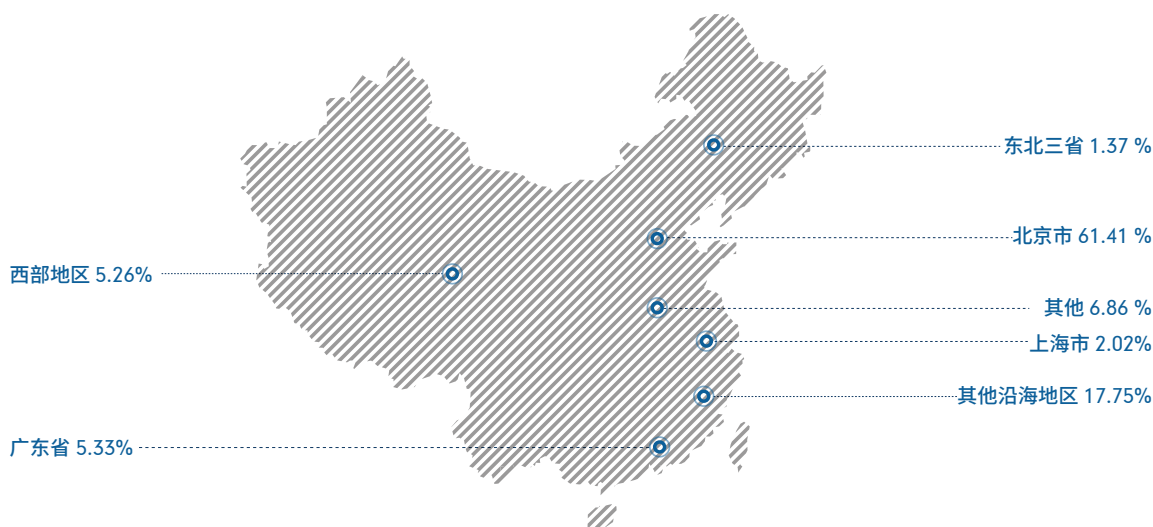 东北三省 1.37 %
北京市 61.41 %
西部地区 5.26%
其他 6.86 %
上海市 2.02%
其他沿海地区 17.75%
广东省 5.33%